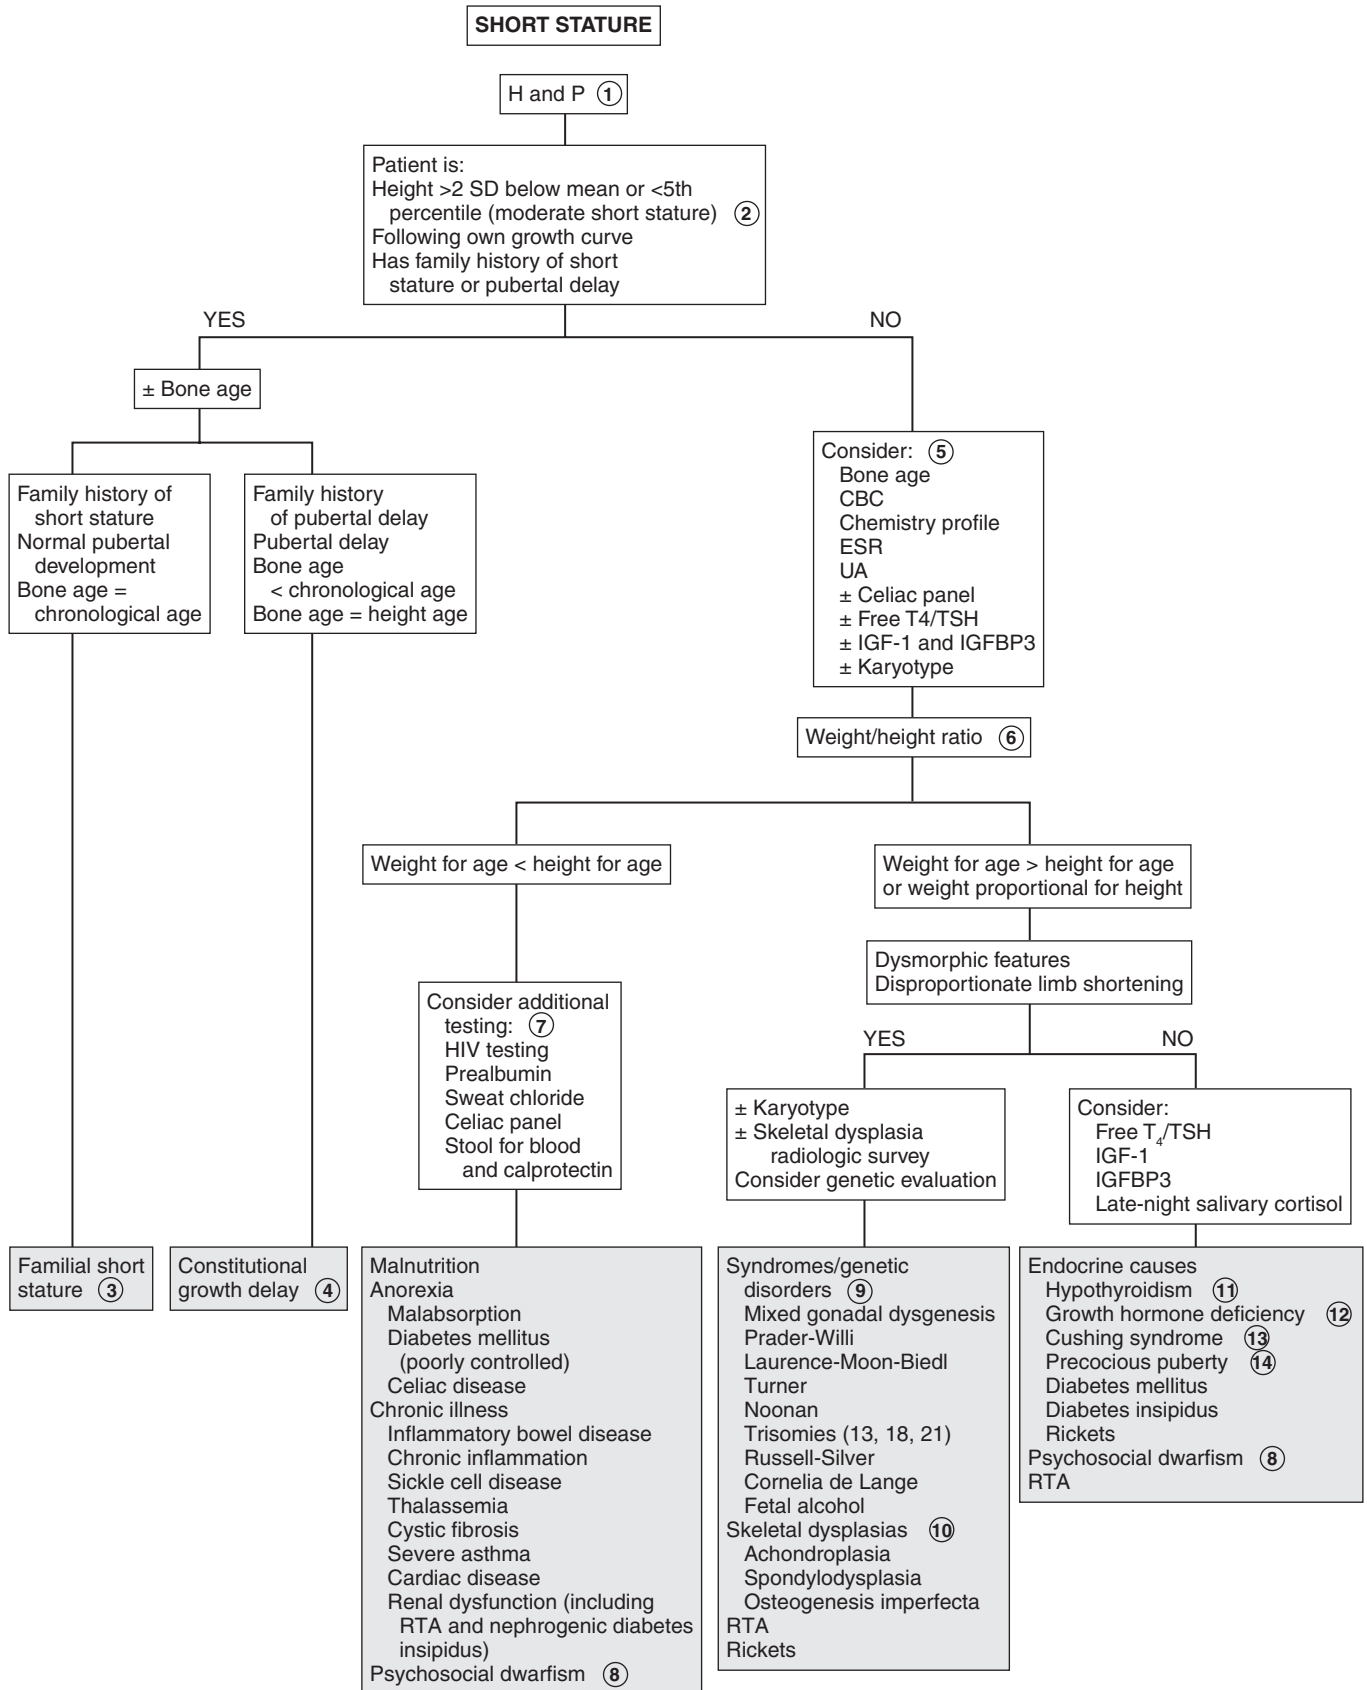 SHORT STATURE
H and P ①
Patient is:
Height >2 SD below mean or <5th
percentile (moderate short stature) ②
Following own growth curve
Has family history of short
stature or pubertal delay
YES
NO
± Bone age
Family history of
short stature
Normal pubertal
development
Bone age =
chronological age
Family history
of pubertal delay
Pubertal delay
Bone age
< chronological age
Bone age = height age
Consider: ⑤
Bone age
CBC
Chemistry profile
ESR
UA
± Celiac panel
± Free T4/TSH
± IGF-1 and IGFBP3
± Karyotype
Weight/height ratio ⑥
Weight for age < height for age
Weight for age > height for age
or weight proportional for height
Dysmorphic features
Disproportionate limb shortening
Consider additional
testing: ⑦
HIV testing
Prealbumin
Sweat chloride
Celiac panel
Stool for blood
and calprotectin
YES
NO
± Karyotype
± Skeletal dysplasia
radiologic survey
Consider genetic evaluation
Consider:
Free T₄/TSH
IGF-1
IGFBP3
Late-night salivary cortisol
Familial short
stature ③
Constitutional
growth delay ④
Malnutrition
Anorexia
Malabsorption
Diabetes mellitus
(poorly controlled)
Celiac disease
Chronic illness
Inflammatory bowel disease
Chronic inflammation
Sickle cell disease
Thalassemia
Cystic fibrosis
Severe asthma
Cardiac disease
Renal dysfunction (including
RTA and nephrogenic diabetes
insipidus)
Psychosocial dwarfism ⑧
Syndromes/genetic
disorders ⑨
Mixed gonadal dysgenesis
Prader-Willi
Laurence-Moon-Biedl
Turner
Noonan
Trisomies (13, 18, 21)
Russell-Silver
Cornelia de Lange
Fetal alcohol
Skeletal dysplasias ⑩
Achondroplasia
Spondylodysplasia
Osteogenesis imperfecta
RTA
Rickets
Endocrine causes
Hypothyroidism ⑪
Growth hormone deficiency ⑫
Cushing syndrome ⑬
Precocious puberty ⑭
Diabetes mellitus
Diabetes insipidus
Rickets
Psychosocial dwarfism ⑧
RTA